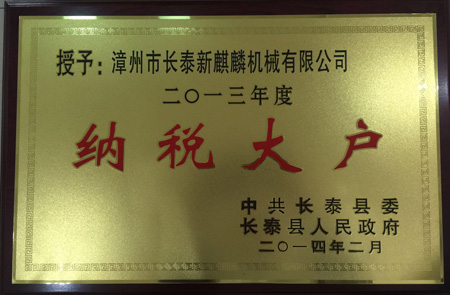 授予：漳州市长泰新麒麟机械有限公司
二〇一三年度
纳税大户
中共长泰县委
长泰县人民政府
二〇一四年二月